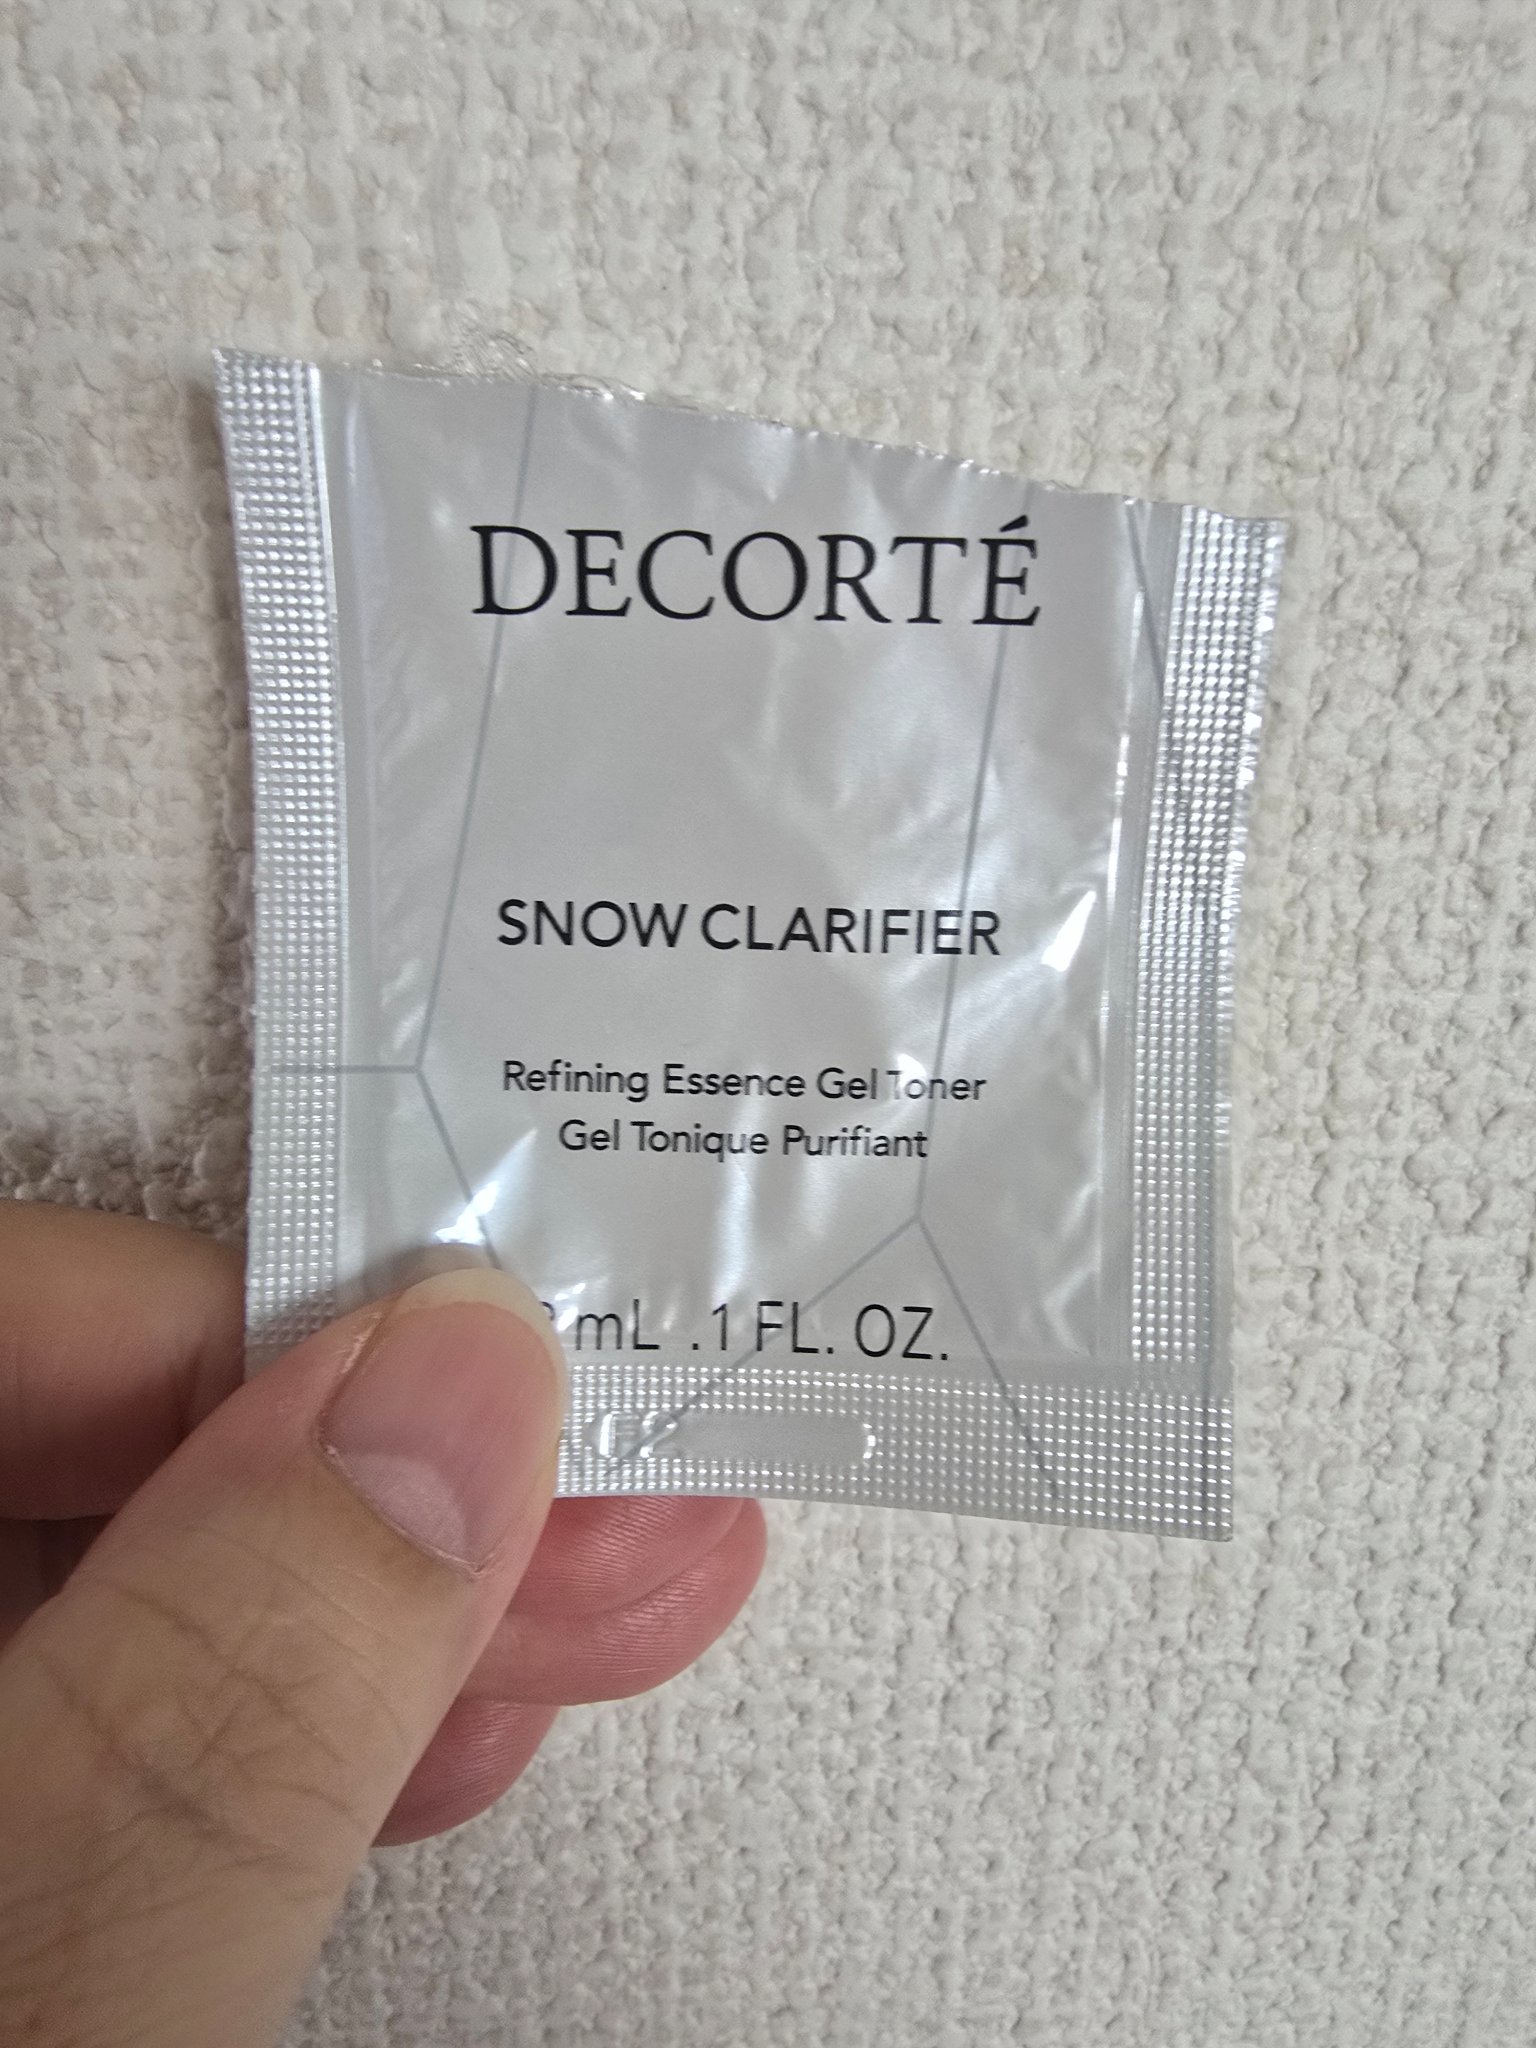 DECORTÉ
SNOW CLARIFIER
Refining Essence Gel Toner
Gel Tonique Purifiant
mL .1 FL. OZ.